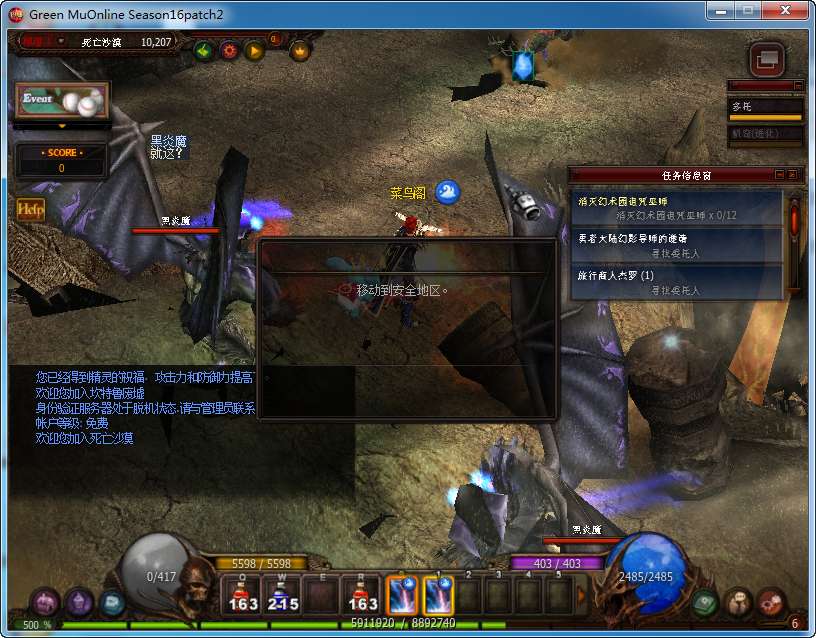 Green MuOnline Season16patch2
死亡沙漠 10,207
0
Event
SCORE
0
Help
黑炎魔
就这?
黑炎魔
菜鸟阁
多托
任务信息窗
消灭幻术园诅咒巫师
消灭幻术园诅咒巫师 x 0/12
勇者大陆幻影导师的邀请
寻找委托人
旅行商人杰罗 (1)
寻找委托人
移动到安全地区。
您已经得到精灵的祝福，攻击力和防御力提高
欢迎您加入坎特鲁废墟
身份验证服务器处于脱机状态.请与管理员联系
帐户等级: 免费
欢迎您加入死亡沙漠
黑炎魔
0/417
5598 / 5598
403 / 403
2485/2485
Q W E R 1 2 3 4 5
163 215 163
500 %
5911920 / 8892740
6